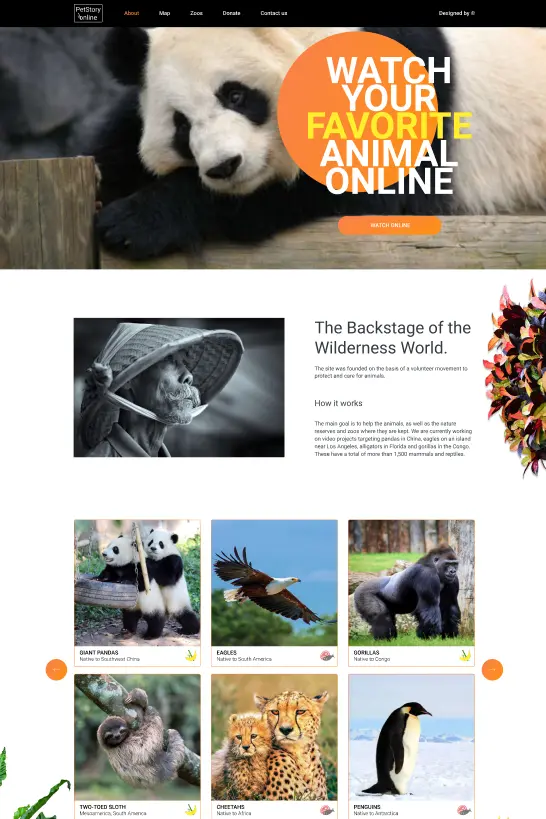 PetStory
online
About
Map
Zoos
Donate
Contact us
Designed by ©
WATCH
YOUR
FAVORITE
ANIMAL
ONLINE
WATCH ONLINE
The Backstage of the
Wilderness World.
The site was founded on the basis of a volunteer movement to
protect and care for animals.
How it works
The main goal is to help the animals, as well as the nature
reserves and zoos where they are kept. We are currently working
on video projects targeting pandas in China, eagles on an island
near Los Angeles, alligators in Florida and gorillas in the Congo.
These have a total of more than 1,500 mammals and reptiles.
GIANT PANDAS
Native to Southwest China
EAGLES
Native to South America
GORILLAS
Native to Congo
TWO-TOED SLOTH
Mesoamerica, South America
CHEETAHS
Native to Africa
PENGUINS
Native to Antarctica